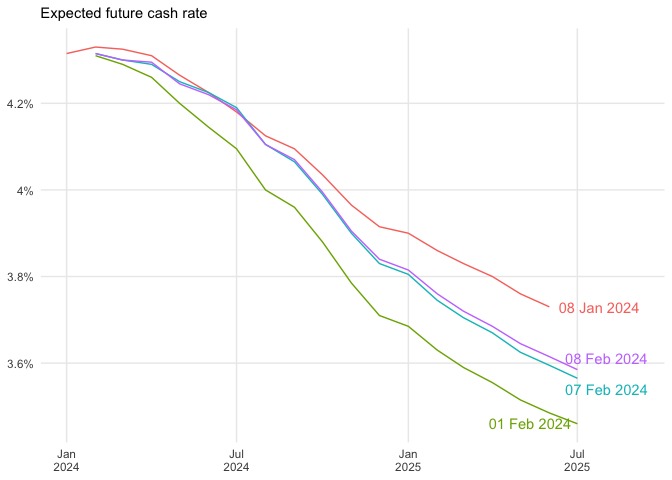 Expected future cash rate
4.2%
4%
3.8%
3.6%
08 Jan 2024
08 Feb 2024
07 Feb 2024
01 Feb 2024
Jan
2024
Jul
2024
Jan
2025
Jul
2025